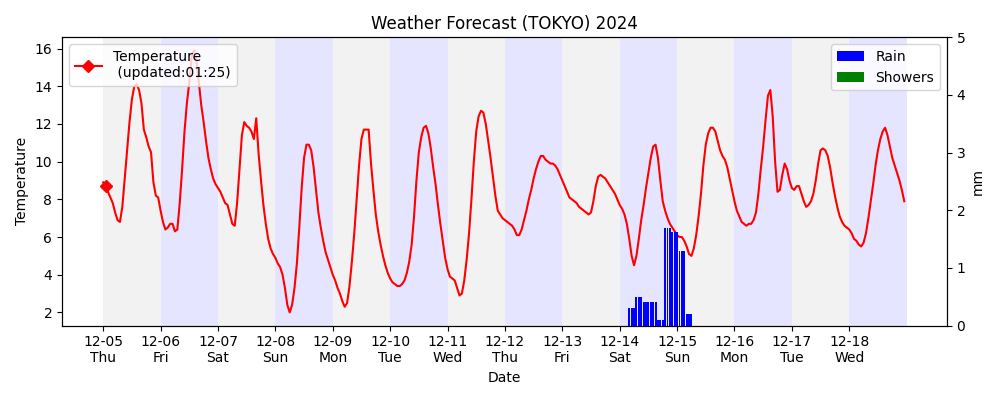 Weather Forecast (TOKYO) 2024
Temperature
(updated:01:25)
Rain
Showers
Temperature
16
14
12
10
8
6
4
2
5
4
3
2
1
0
mm
12-05 12-06 12-07 12-08 12-09 12-10 12-11 12-12 12-13 12-14 12-15 12-16 12-17 12-18
Thu Fri Sat Sun Mon Tue Wed Thu Fri Sat Sun Mon Tue Wed
Date